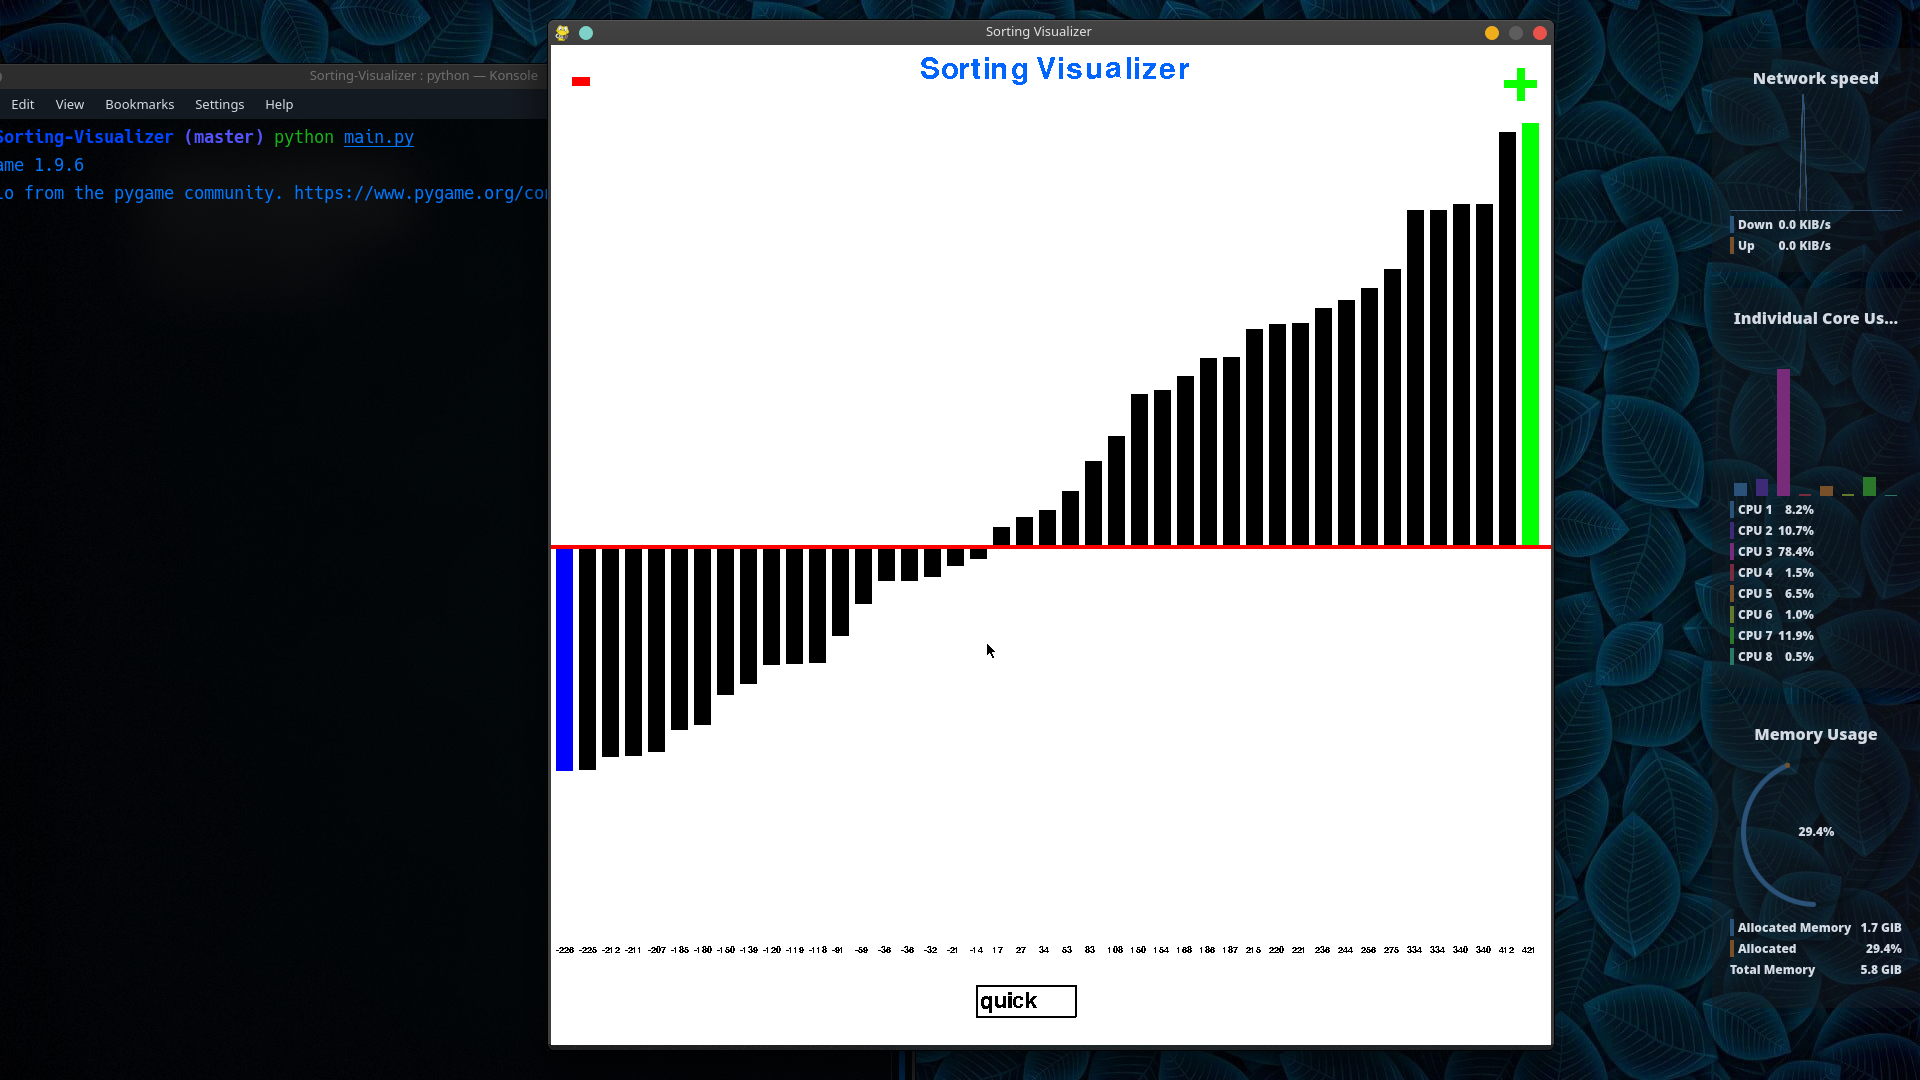 Sorting-Visualizer : python — Konsole
Edit View Bookmarks Settings Help
Sorting-Visualizer (master) python main.py
ame 1.9.6
lo from the pygame community. https://www.pygame.org/co
Sorting Visualizer
Sorting Visualizer
-226 -225 -212 -211 -207 -185 -180 -150 -139 -120 -119 -118 -91 -59 -36 -36 -32 -21 -14 17 27 34 53 83 108 150 154 168 186 187 215 220 221 236 244 256 275 334 334 340 340 412 421
quick
Network speed
Down 0.0 KiB/s
Up 0.0 KiB/s
Individual Core Us...
CPU 1 8.2%
CPU 2 10.7%
CPU 3 78.4%
CPU 4 1.5%
CPU 5 6.5%
CPU 6 1.0%
CPU 7 11.9%
CPU 8 0.5%
Memory Usage
29.4%
Allocated Memory 1.7 GiB
Allocated 29.4%
Total Memory 5.8 GiB